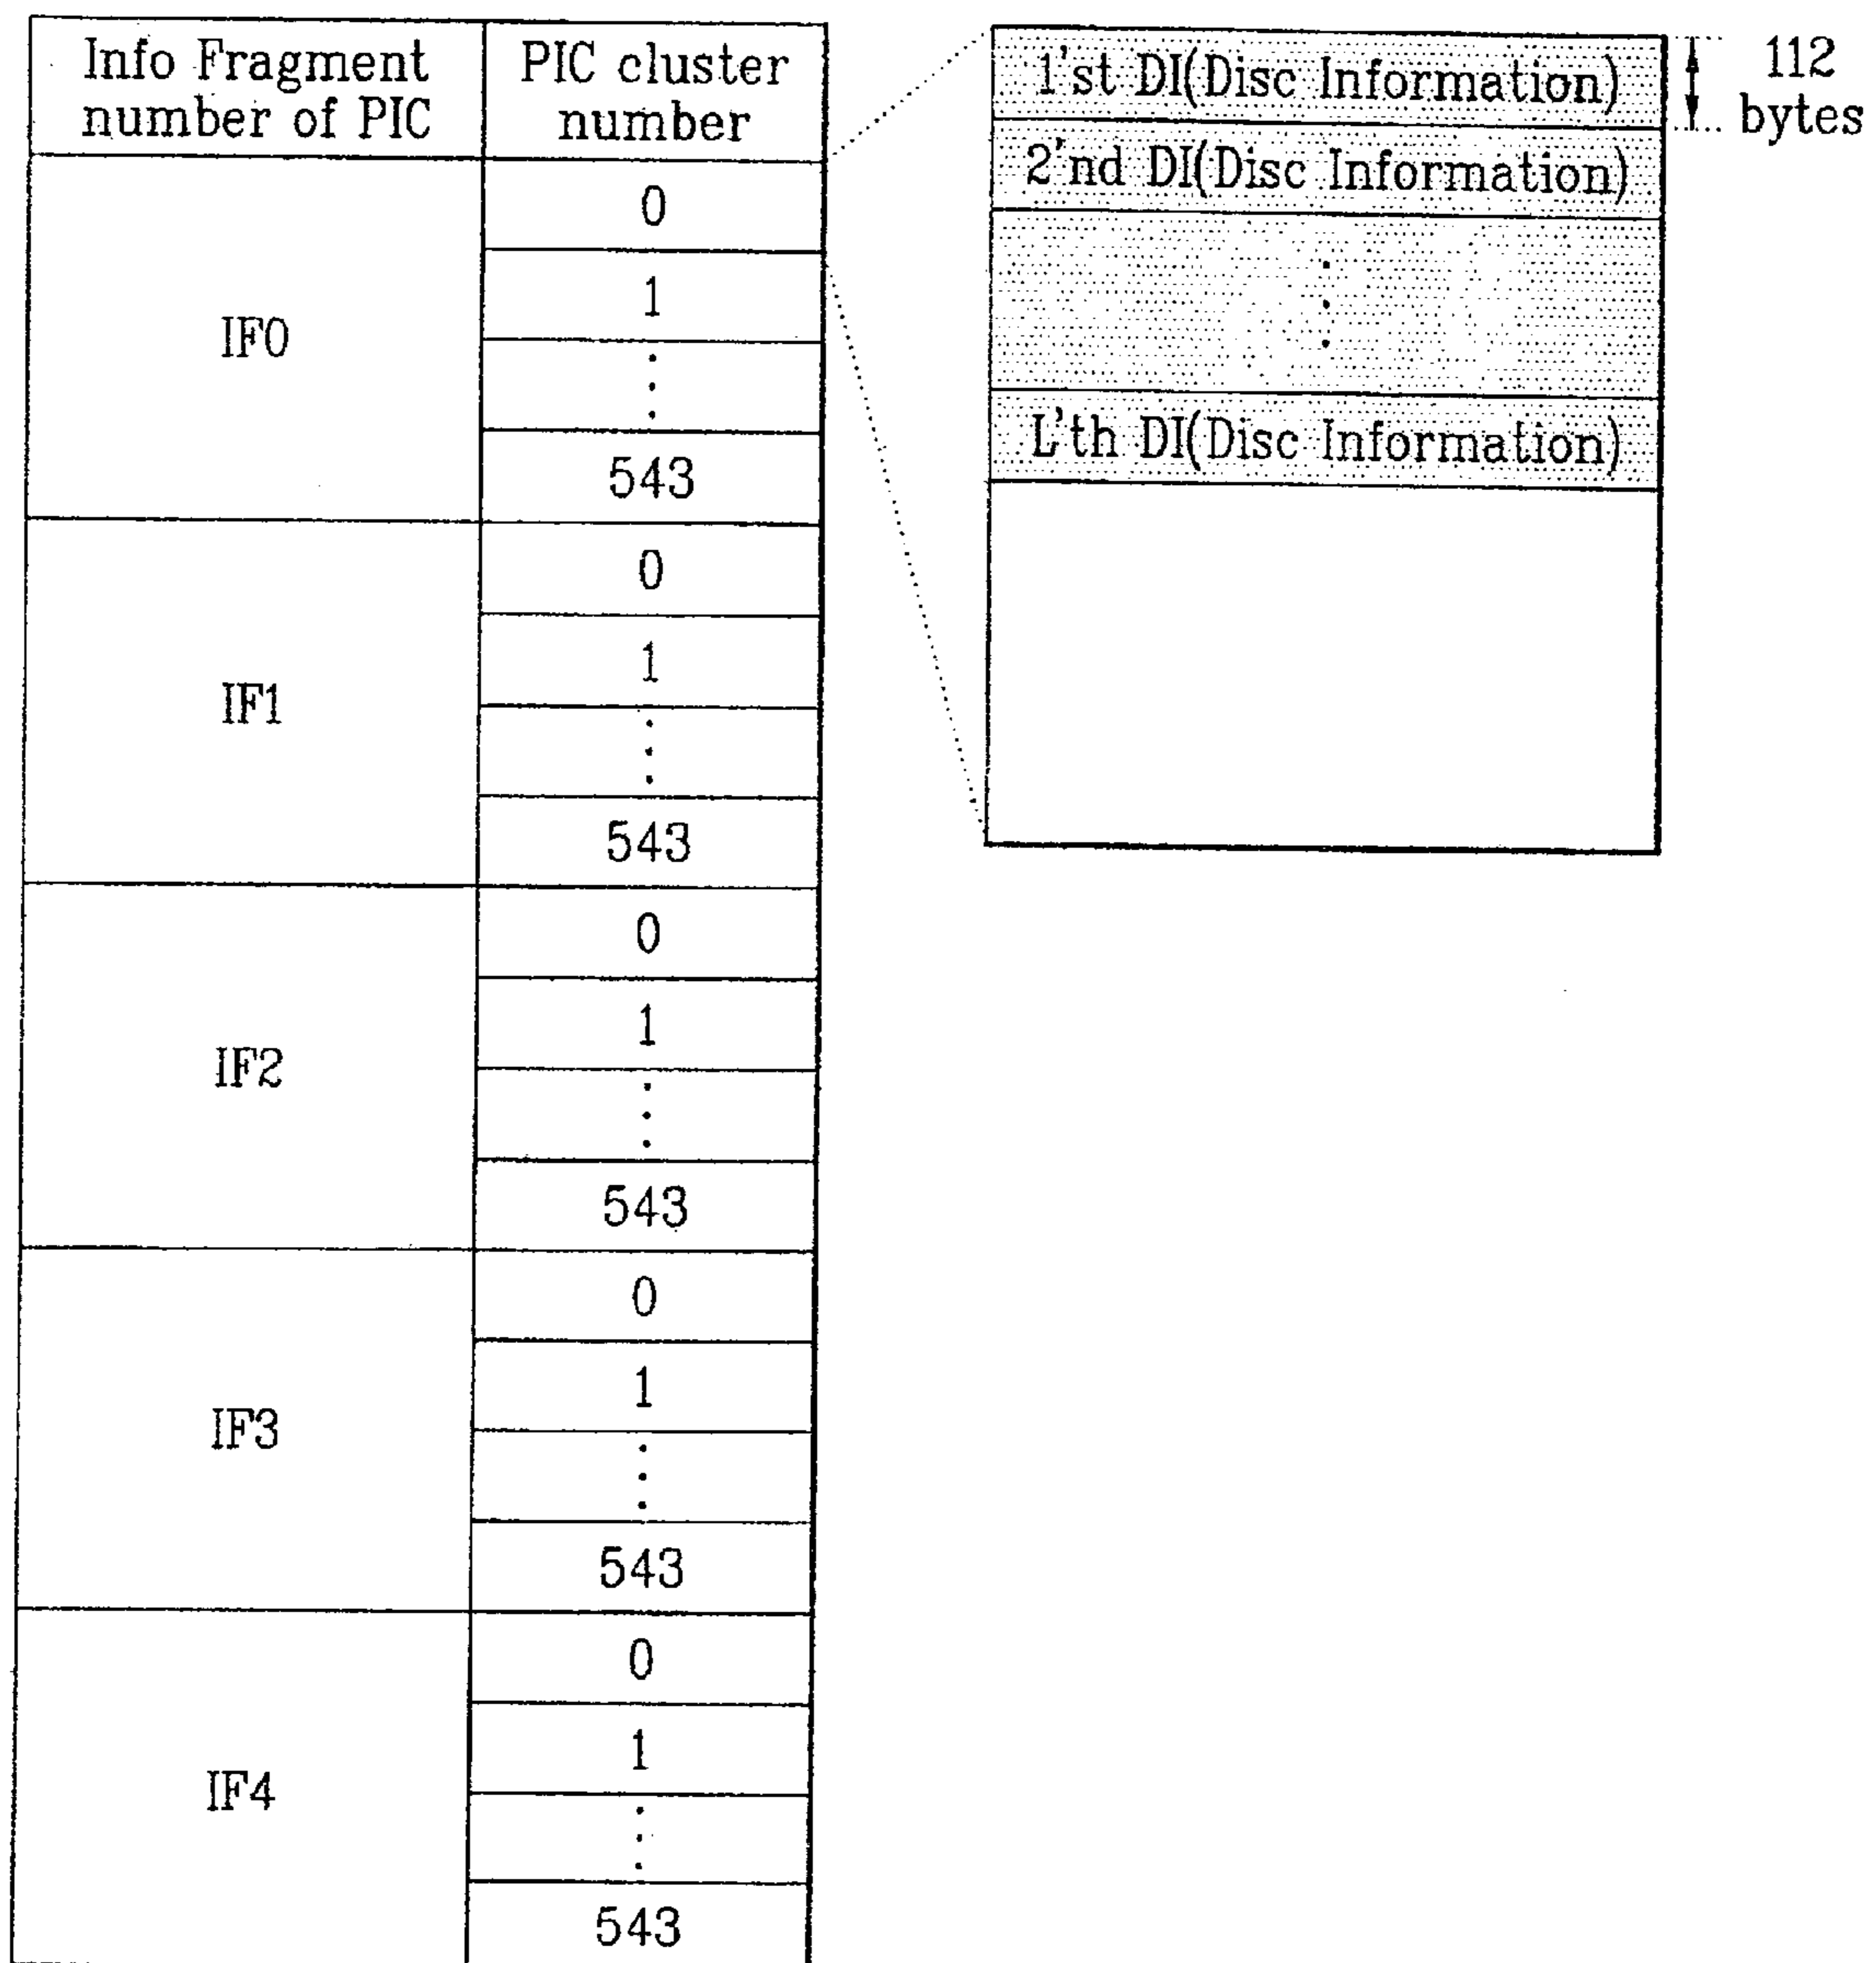 Info Fragment
number of PIC
PIC cluster
number
IF0
0
1
543
IF1
0
1
543
IF2
0
1
543
IF3
0
1
543
IF4
0
1
543
1'st DI(Disc Information)
2'nd DI(Disc Information)
L'th DI(Disc Information)
112
bytes